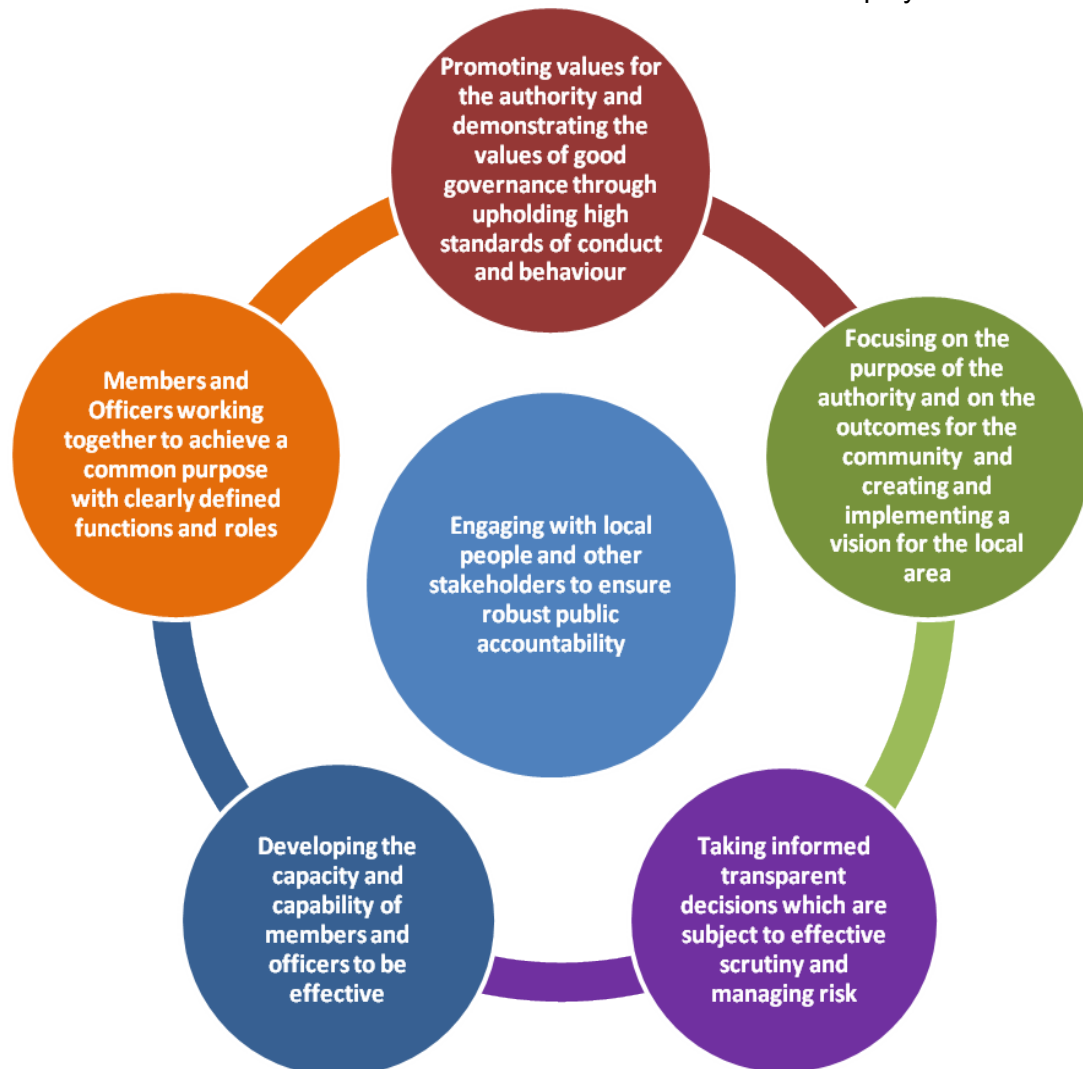 Promoting values for
the authority and
demonstrating the
values of good
governance through
upholding high
standards of conduct
and behaviour
Focusing on the
purpose of the
authority and on the
outcomes for the
community and
creating and
implementing a
vision for the local
area
Members and
Officers working
together to achieve a
common purpose
with clearly defined
functions and roles
Engaging with local
people and other
stakeholders to ensure
robust public
accountability
Developing the
capacity and
capability of
members and
officers to be
effective
Taking informed
transparent
decisions which are
subject to effective
scrutiny and
managing risk